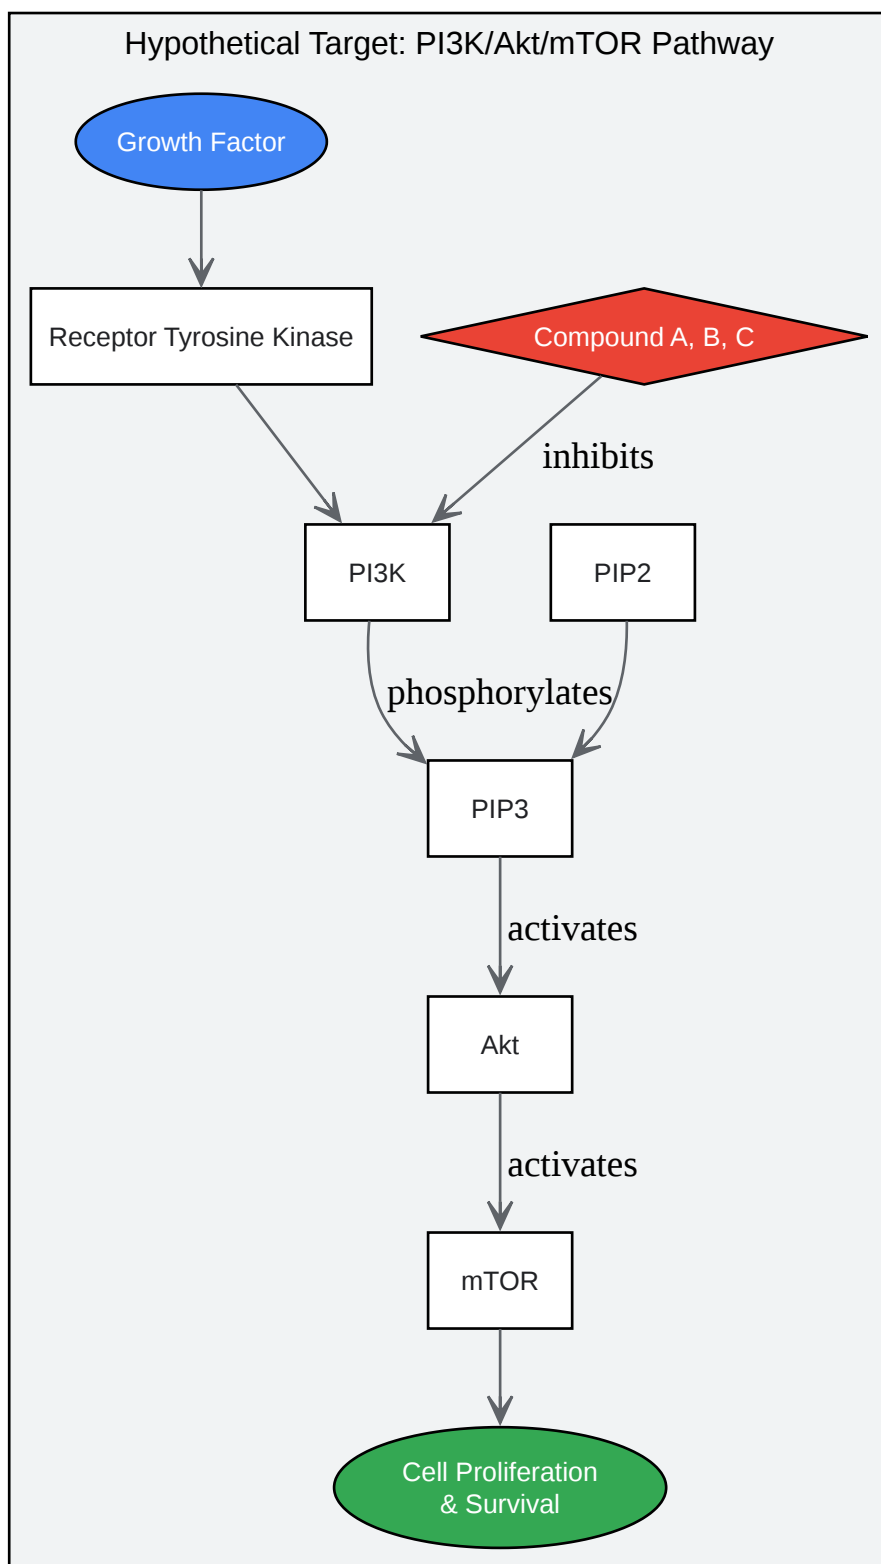 Hypothetical Target: PI3K/Akt/mTOR Pathway
Growth Factor
Receptor Tyrosine Kinase
Compound A, B, C
inhibits
PI3K
PIP2
phosphorylates
PIP3
activates
Akt
activates
mTOR
Cell Proliferation
& Survival